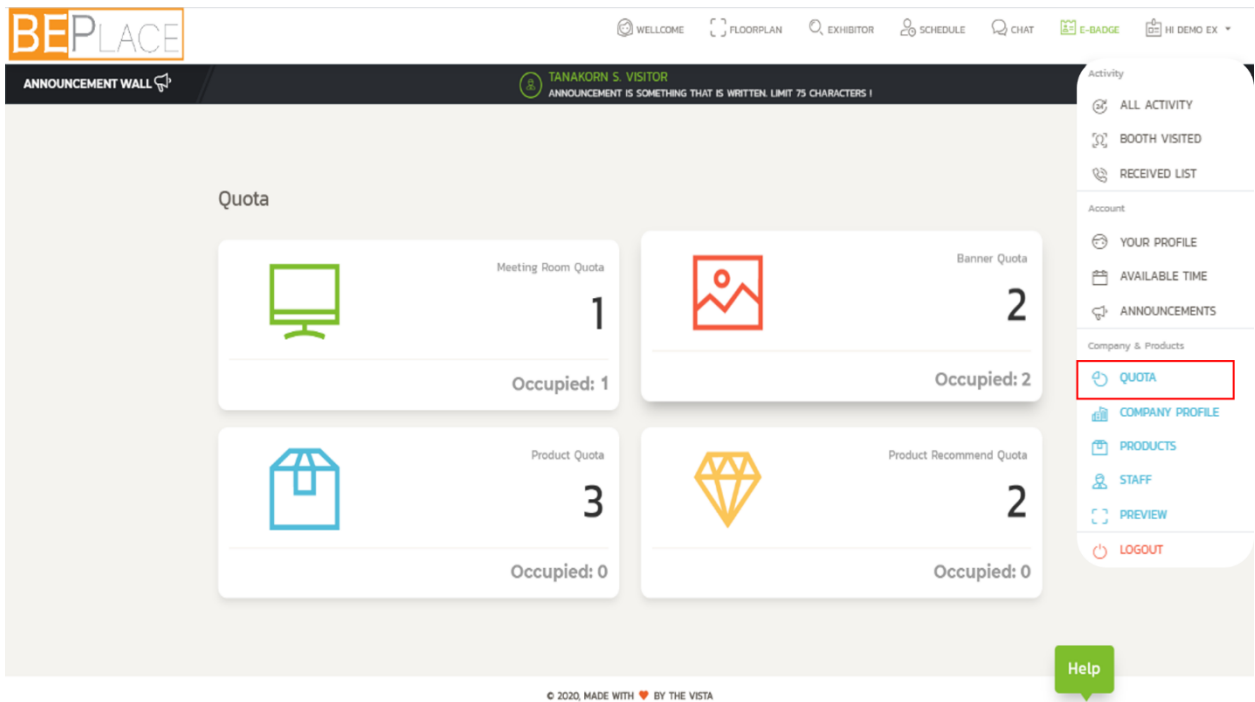 BEPLACE
WELLCOME FLOORPLAN EXHIBITOR SCHEDULE CHAT E-BADGE HI DEMO EX
ANNOUNCEMENT WALL
TANAKORN S. VISITOR
ANNOUNCEMENT IS SOMETHING THAT IS WRITTEN. LIMIT 75 CHARACTERS !
Quota
Meeting Room Quota
1
Occupied: 1
Banner Quota
2
Occupied: 2
Product Quota
3
Occupied: 0
Product Recommend Quota
2
Occupied: 0
Activity
ALL ACTIVITY
BOOTH VISITED
RECEIVED LIST
Account
YOUR PROFILE
AVAILABLE TIME
ANNOUNCEMENTS
Company & Products
QUOTA
COMPANY PROFILE
PRODUCTS
STAFF
PREVIEW
LOGOUT
Help
© 2020, MADE WITH ❤ BY THE VISTA